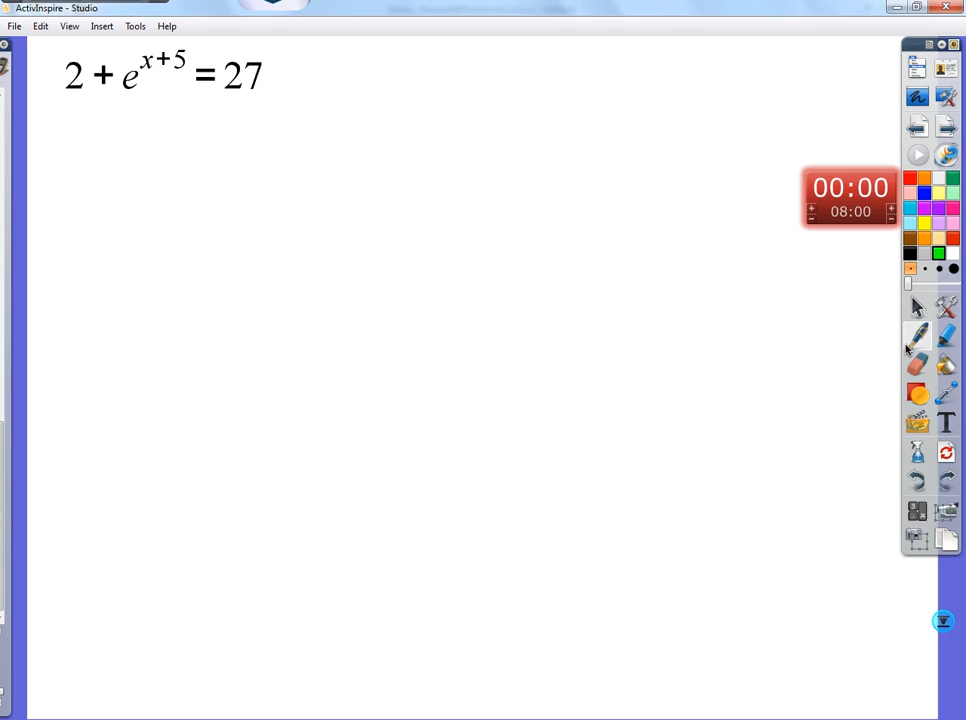 ActivInspire - Studio
File Edit View Insert Tools Help
2 + e^{x+5} = 27
00:00
08:00
T